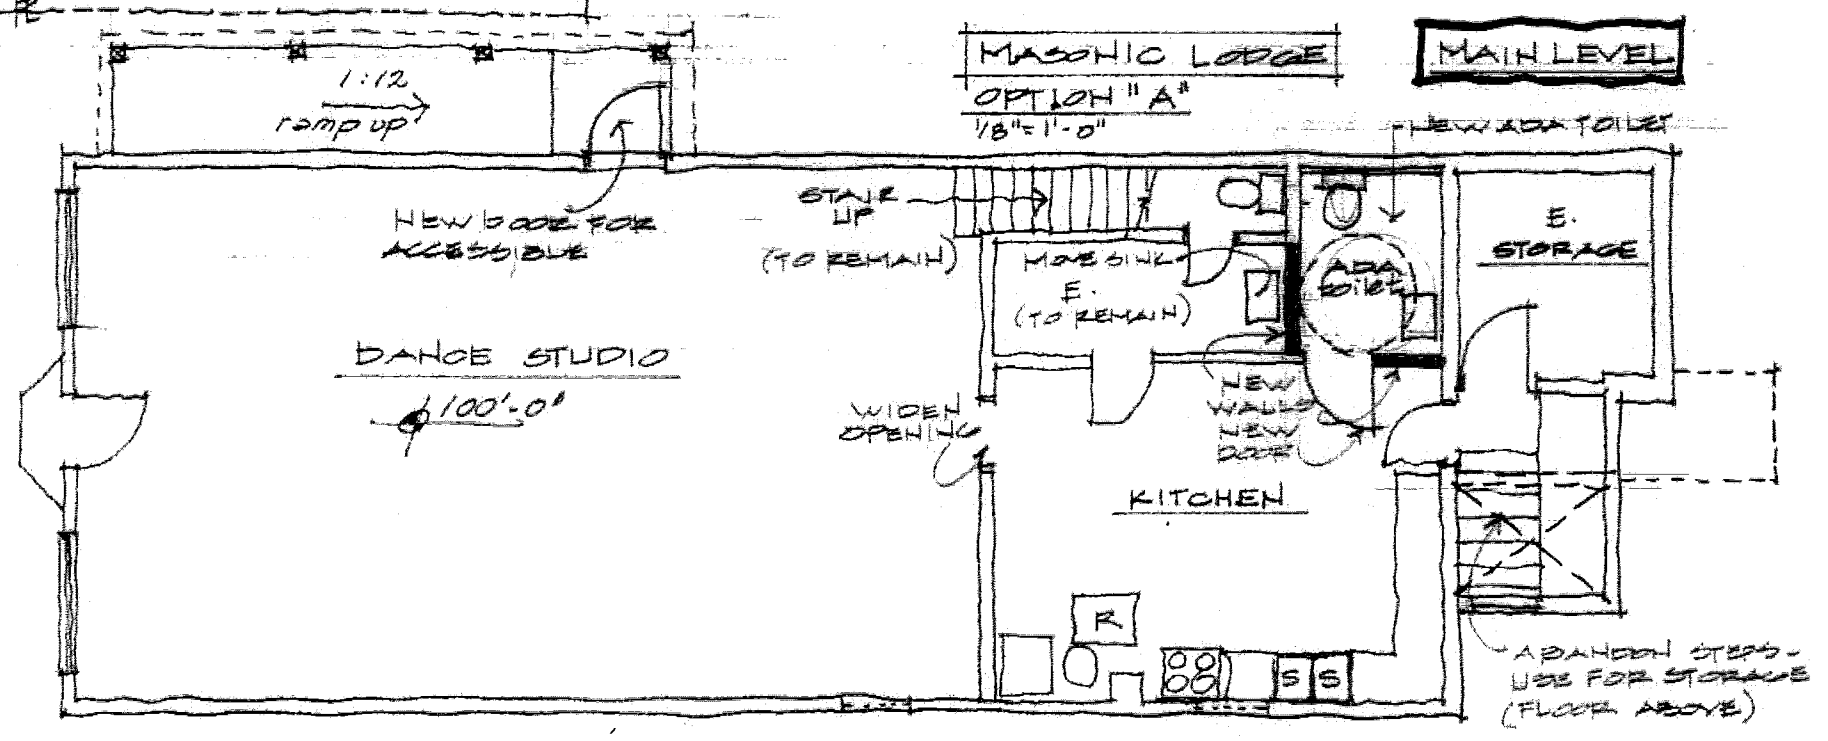 MASONIC LODGE
MAIN LEVEL
OPTION "A"
1/8"=1'-0"
NEW ADA TOILET
1:12
ramp up
NEW DOOR FOR
ACCESSIBLE
STAIR
UP
(TO REMAIN)
MOVE SINK
E.
(TO REMAIN)
ADA
toilet
E.
STORAGE
DANCE STUDIO
100'-0"
WIDEN
OPENING
NEW
WALLS
NEW
DOOR
KITCHEN
R
S S
ABANDON STEPS-
USE FOR STORAGE
(FLOOR ABOVE)